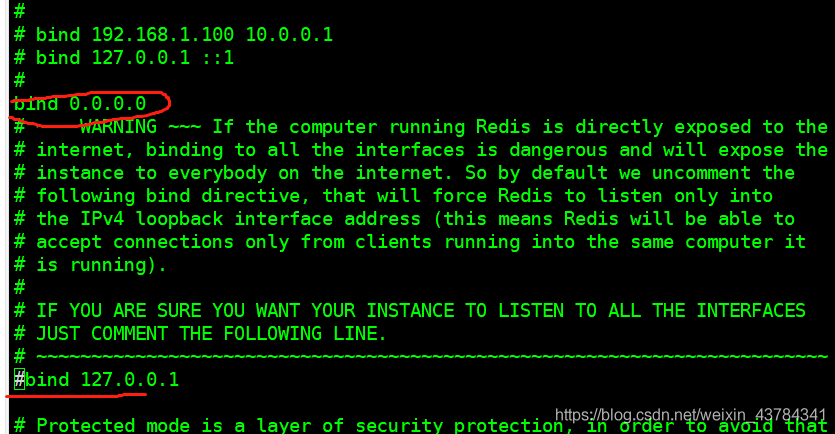 #
# bind 192.168.1.100 10.0.0.1
# bind 127.0.0.1 ::1
#
bind 0.0.0.0
# ~~~ WARNING ~~~ If the computer running Redis is directly exposed to the
# internet, binding to all the interfaces is dangerous and will expose the
# instance to everybody on the internet. So by default we uncomment the
# following bind directive, that will force Redis to listen only into
# the IPv4 loopback interface address (this means Redis will be able to
# accept connections only from clients running into the same computer it
# is running).
#
# IF YOU ARE SURE YOU WANT YOUR INSTANCE TO LISTEN TO ALL THE INTERFACES
# JUST COMMENT THE FOLLOWING LINE.
# ~~~~~~~~~~~~~~~~~~~~~~~~~~~~~~~~~~~~~~~~~~~~~~~~~~~~~~~~~~~~~~~~~~~~~~~~
#bind 127.0.0.1
# Protected mode is a layer of security protection, in order to avoid that
https://blog.csdn.net/weixin_43784341